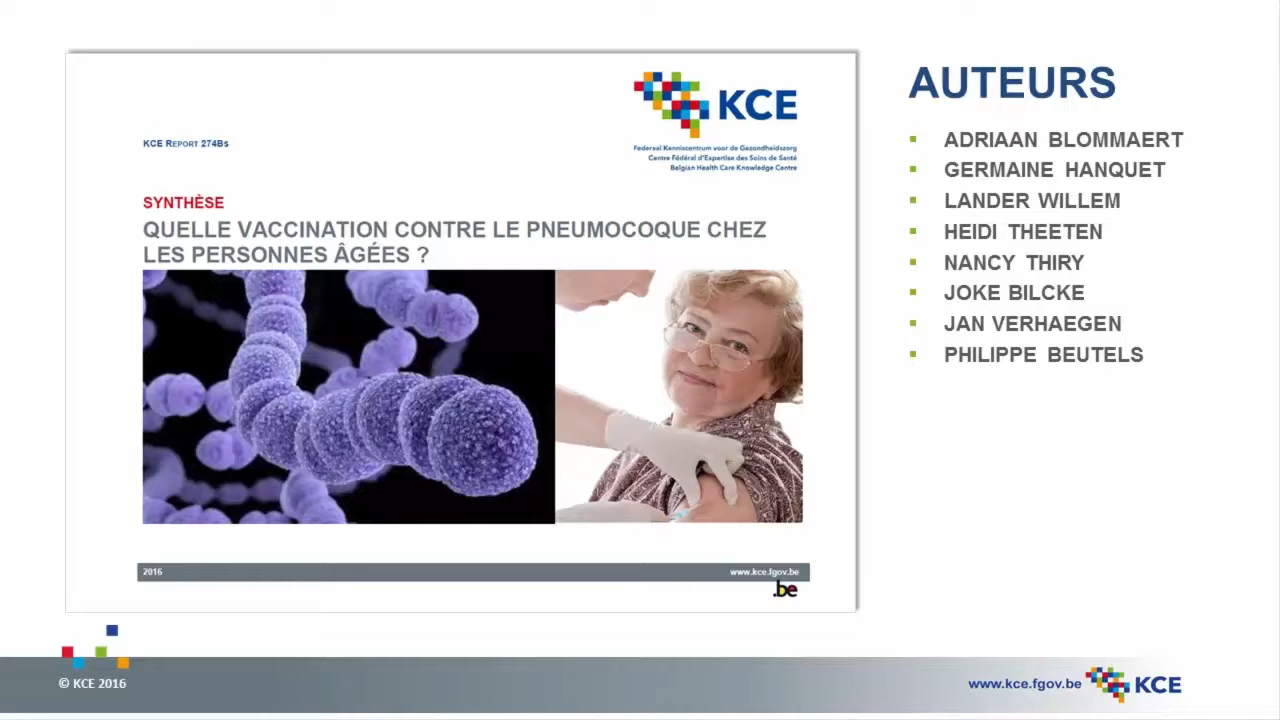 KCE
Federaal Kenniscentrum voor de Gezondheidszorg
Centre Fédéral d'Expertise des Soins de Santé
Belgian Health Care Knowledge Centre
KCE REPORT 274BS
SYNTHÈSE
QUELLE VACCINATION CONTRE LE PNEUMOCOQUE CHEZ
LES PERSONNES ÂGÉES ?
2016
www.kce.fgov.be
.be
AUTEURS
ADRIAAN BLOMMAERT
GERMAINE HANQUET
LANDER WILLEM
HEIDI THEETEN
NANCY THIRY
JOKE BILCKE
JAN VERHAEGEN
PHILIPPE BEUTELS
© KCE 2016
www.kce.fgov.be
KCE